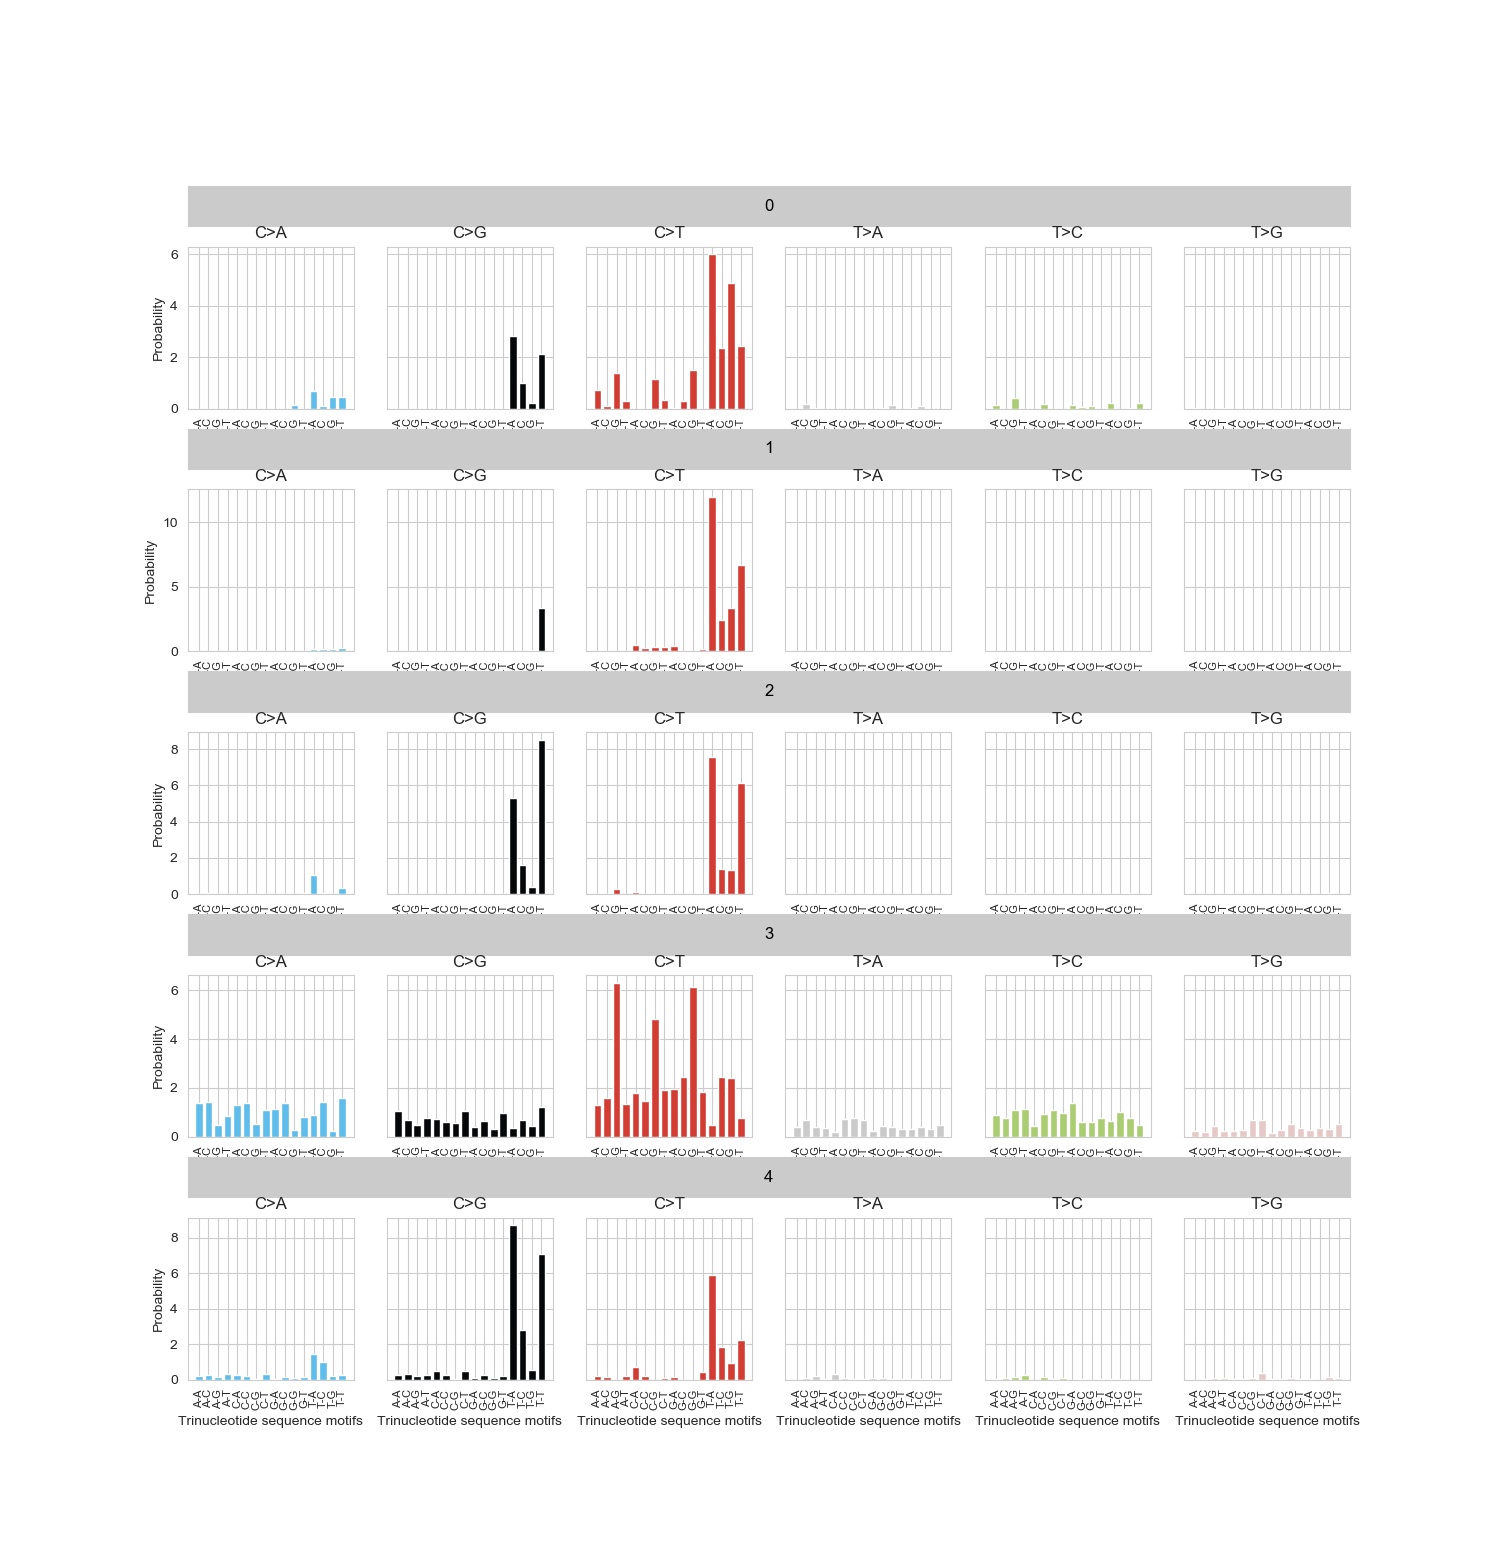 0
C>A C>G C>T T>A T>C T>G
6
4
2
0
Probability
1
C>A C>G C>T T>A T>C T>G
10
5
0
Probability
2
C>A C>G C>T T>A T>C T>G
8
6
4
2
0
Probability
3
C>A C>G C>T T>A T>C T>G
6
4
2
0
Probability
4
C>A C>G C>T T>A T>C T>G
8
6
4
2
0
Probability
A-A A-C A-G A-T C-A C-C C-G C-T G-A G-C G-G G-T T-A T-C T-G T-T
A-A A-C A-G A-T C-A C-C C-G C-T G-A G-C G-G G-T T-A T-C T-G T-T
A-A A-C A-G A-T C-A C-C C-G C-T G-A G-C G-G G-T T-A T-C T-G T-T
A-A A-C A-G A-T C-A C-C C-G C-T G-A G-C G-G G-T T-A T-C T-G T-T
A-A A-C A-G A-T C-A C-C C-G C-T G-A G-C G-G G-T T-A T-C T-G T-T
A-A A-C A-G A-T C-A C-C C-G C-T G-A G-C G-G G-T T-A T-C T-G T-T
Trinucleotide sequence motifs Trinucleotide sequence motifs Trinucleotide sequence motifs Trinucleotide sequence motifs Trinucleotide sequence motifs Trinucleotide sequence motifs